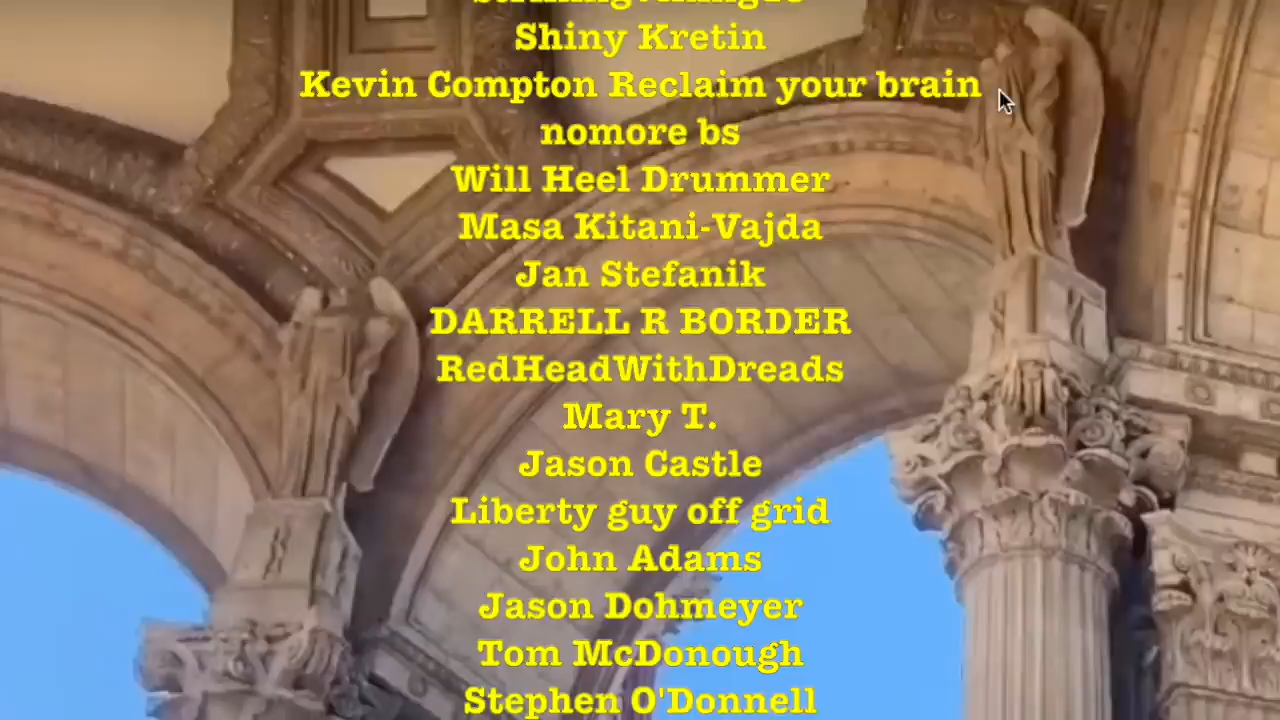 Shiny Kretin
Kevin Compton Reclaim your brain
nomore bs
Will Heel Drummer
Masa Kitani-Vajda
Jan Stefanik
DARRELL R BORDER
RedHeadWithDreads
Mary T.
Jason Castle
Liberty guy off grid
John Adams
Jason Dohmeyer
Tom McDonough
Stephen O'Donnell